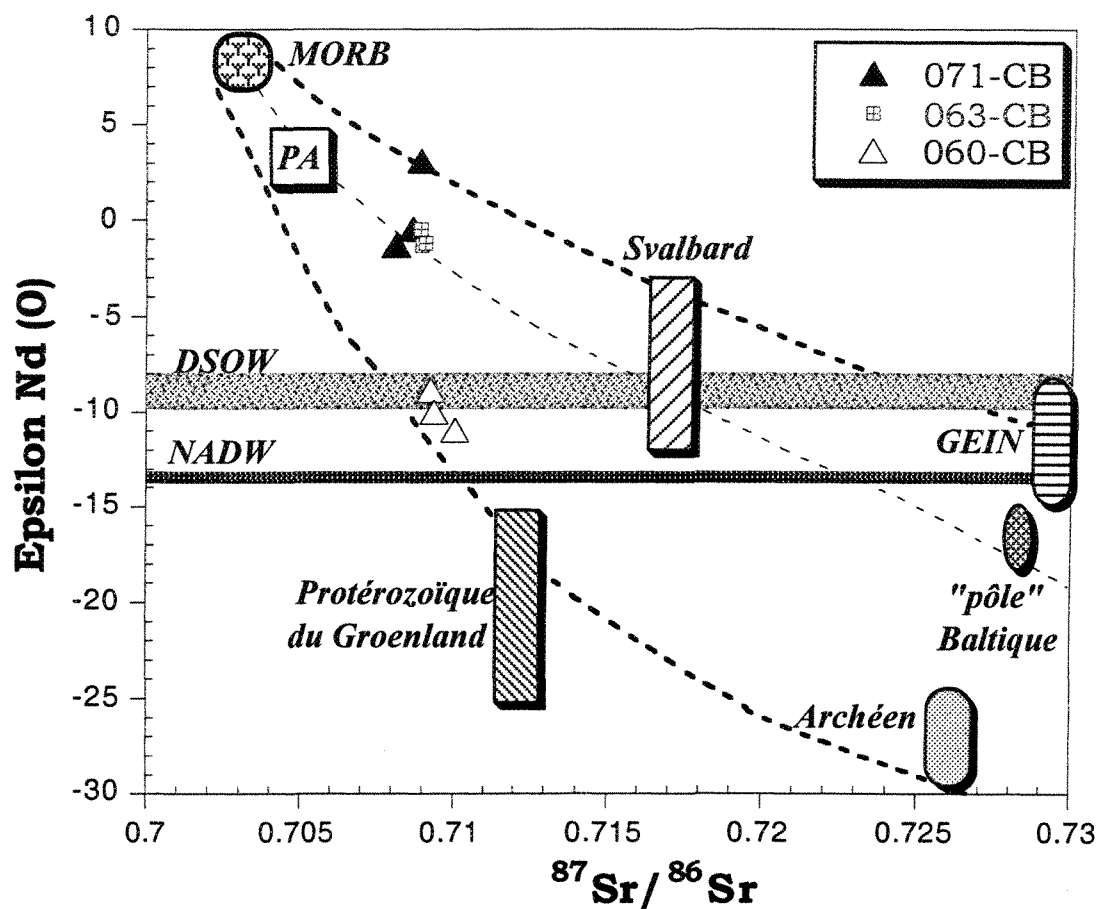 10
5
0
-5
-10
-15
-20
-25
-30
Epsilon Nd (O)
MORB
071-CB
063-CB
060-CB
PA
Svalbard
DSOW
NADW
GEIN
Protérozoïque
du Groenland
"pôle"
Baltique
Archéen
0.7
0.705
0.71
0.715
0.72
0.725
0.73
87Sr/86Sr